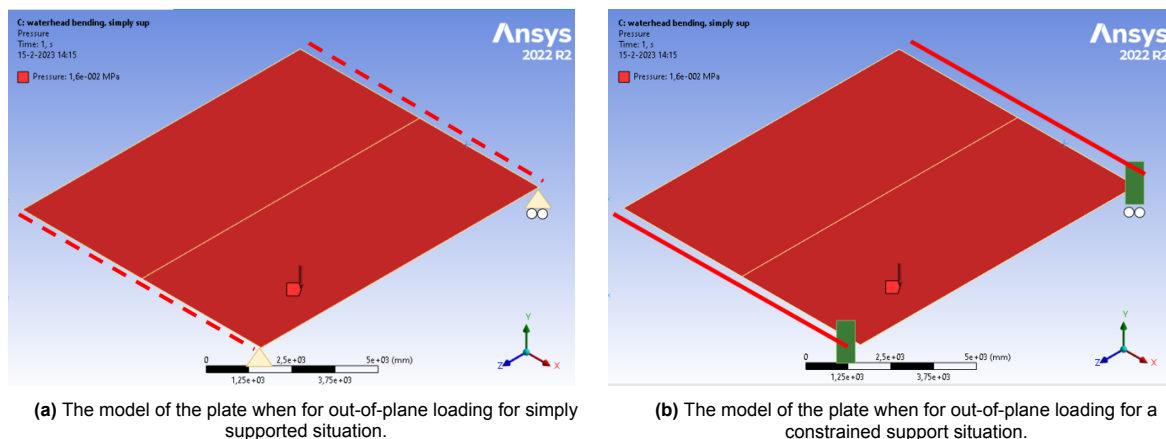 C: waterhead bending, simply sup
Pressure
Time: 1, s
15-2-2023 14:15
Pressure: 1,6e-002 MPa
Ansys
2022 R2
0
2,5e+03
5e+03 (mm)
1,25e+03
3,75e+03
Y
Z
X
(a) The model of the plate when for out-of-plane loading for simply
supported situation.
C: waterhead bending, simply sup
Pressure
Time: 1, s
15-2-2023 14:15
Pressure: 1,6e-002 MPa
Ansys
2022 R2
0
2,5e+03
5e+03 (mm)
1,25e+03
3,75e+03
Y
Z
X
(b) The model of the plate when for out-of-plane loading for a
constrained support situation.